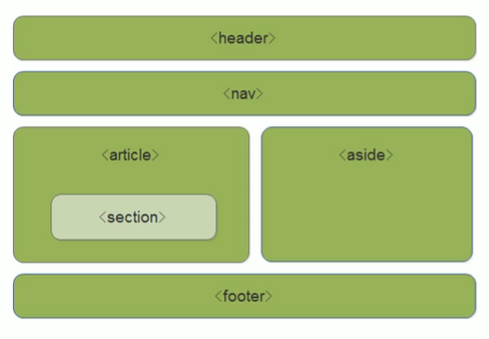 <header>
<nav>
<article>
<aside>
<section>
<footer>